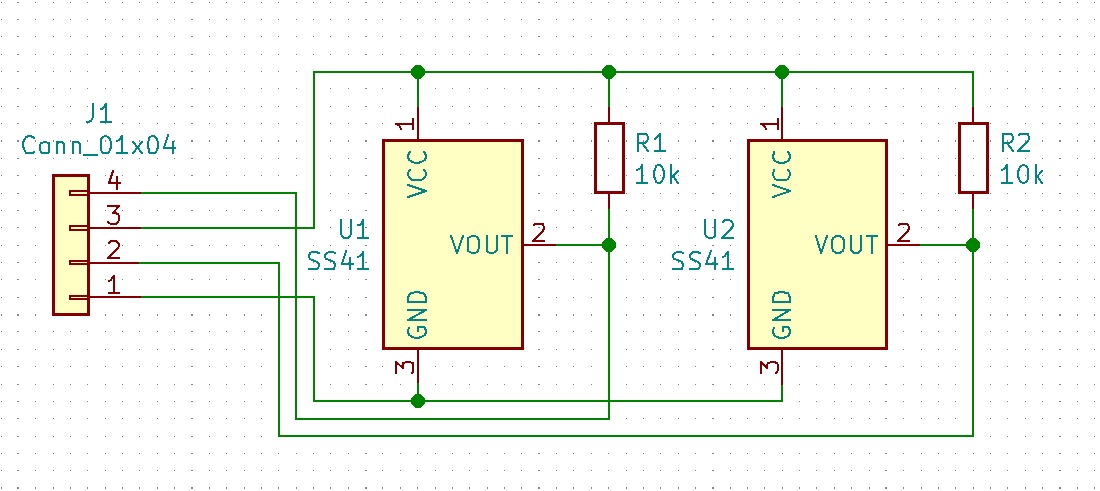 J1
Conn_01x04
4
3
2
1
1
VCC
U1
SS41
VOUT
2
GND
3
R1
10k
1
VCC
U2
SS41
VOUT
2
GND
3
R2
10k